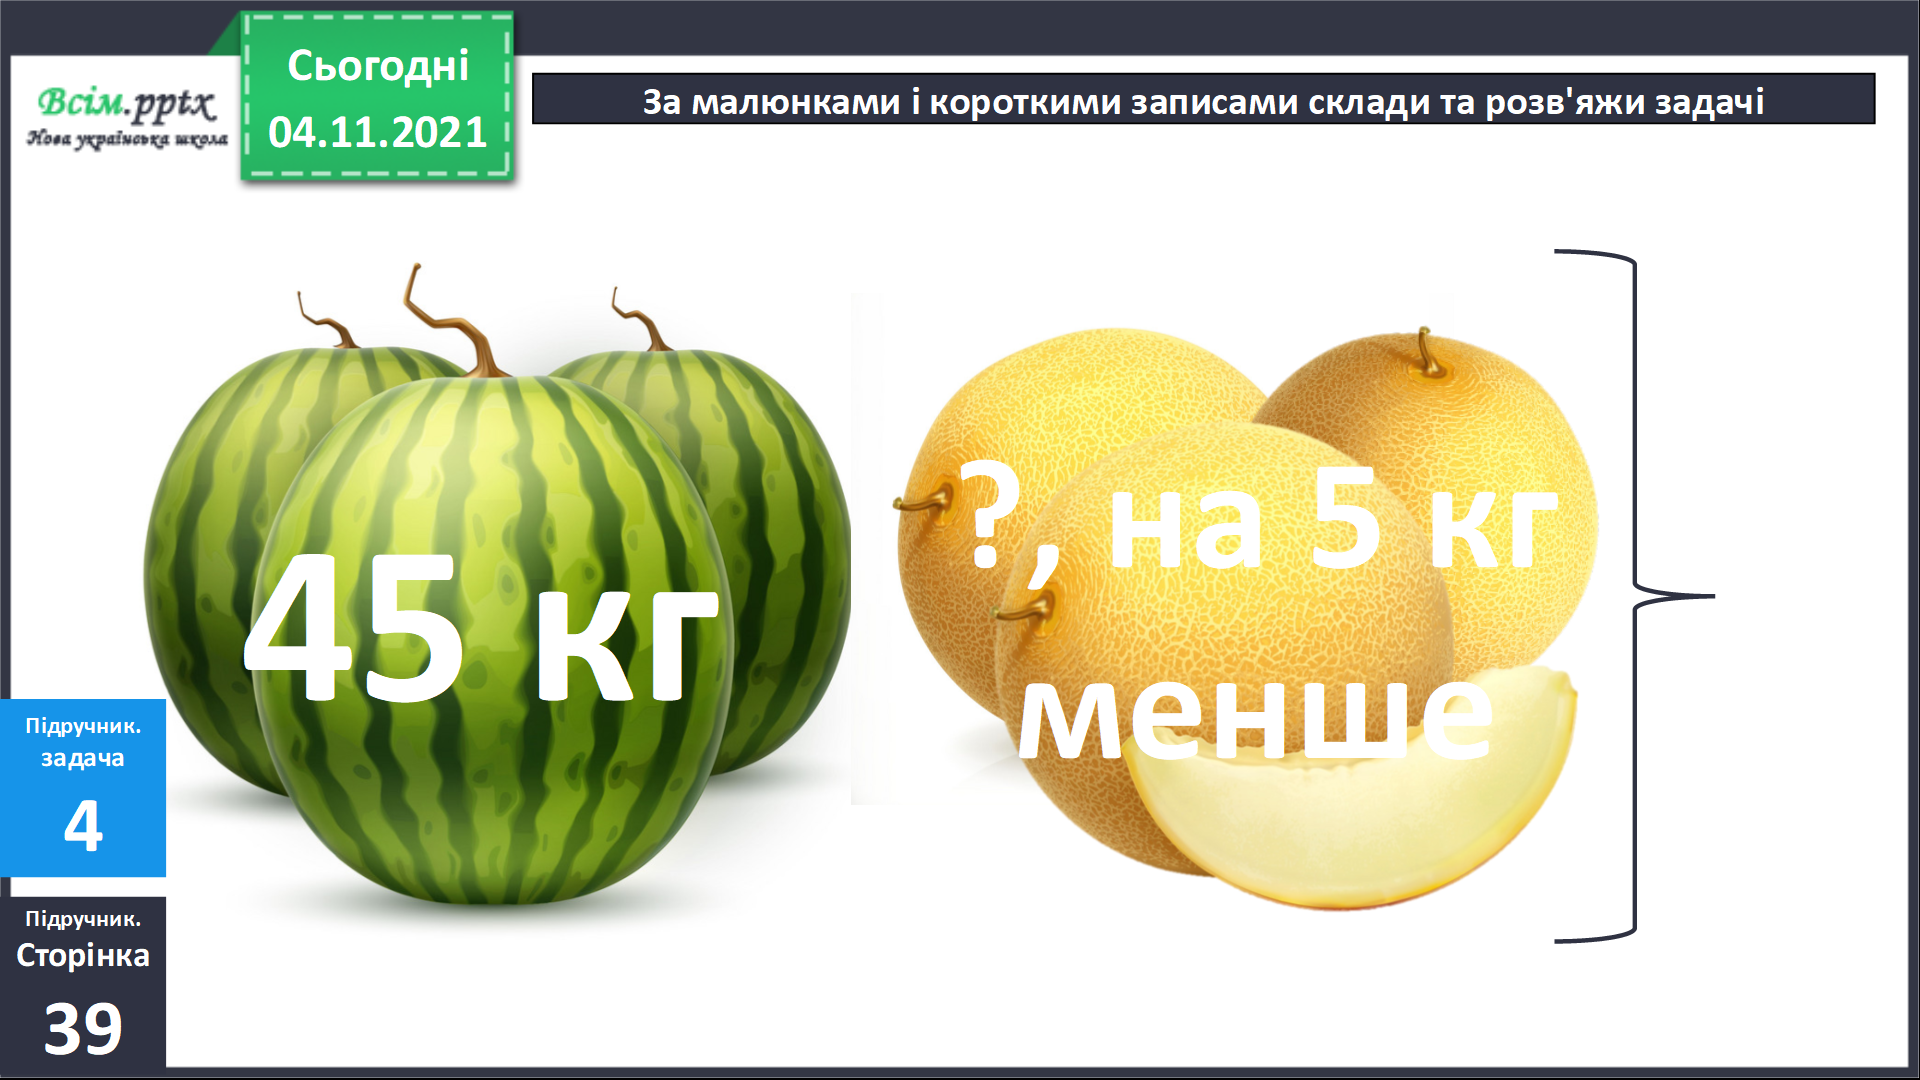 Всім.pptx
Нова українська школа
Сьогодні
04.11.2021
За малюнками і короткими записами склади та розв'яжи задачі
45 кг
?, на 5 кг
менше
Підручник.
задача
4
Підручник.
Сторінка
39